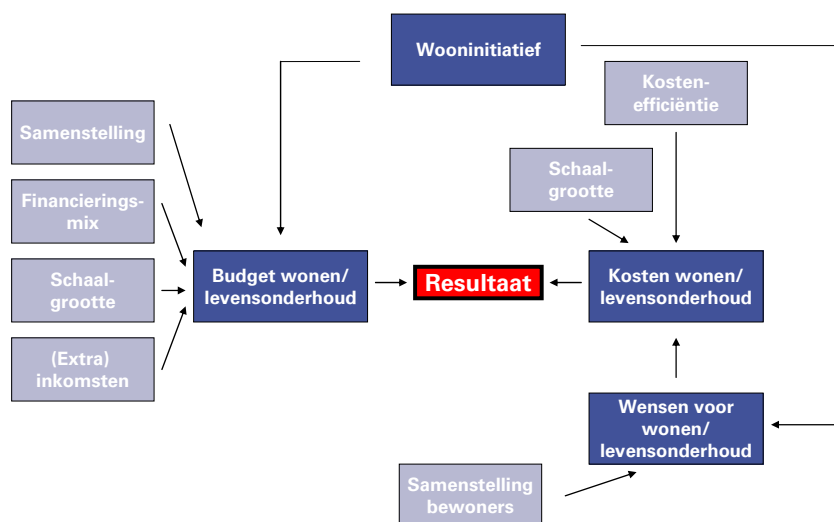 Wooninitiatief
Kosten-
efficiëntie
Samenstelling
Schaal-
grootte
Financierings-
mix
Budget wonen/
levensonderhoud
Resultaat
Kosten wonen/
levensonderhoud
Schaal-
grootte
(Extra)
inkomsten
Wensen voor
wonen/
levensonderhoud
Samenstelling
bewoners